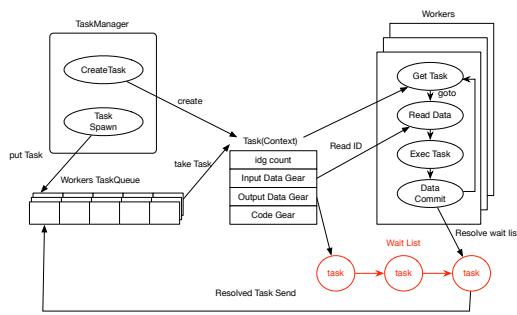 TaskManager
Workers
CreateTask
Get Task
goto
create
Read Data
Task
Spawn
Task(Context)
Read ID
put Task
take Task
idg count
Exec Task
Input Data Gear
Workers TaskQueue
Output Data Gear
Data
Commit
Code Gear
Resolve wait lis
Wait List
task
task
task
Resolved Task Send